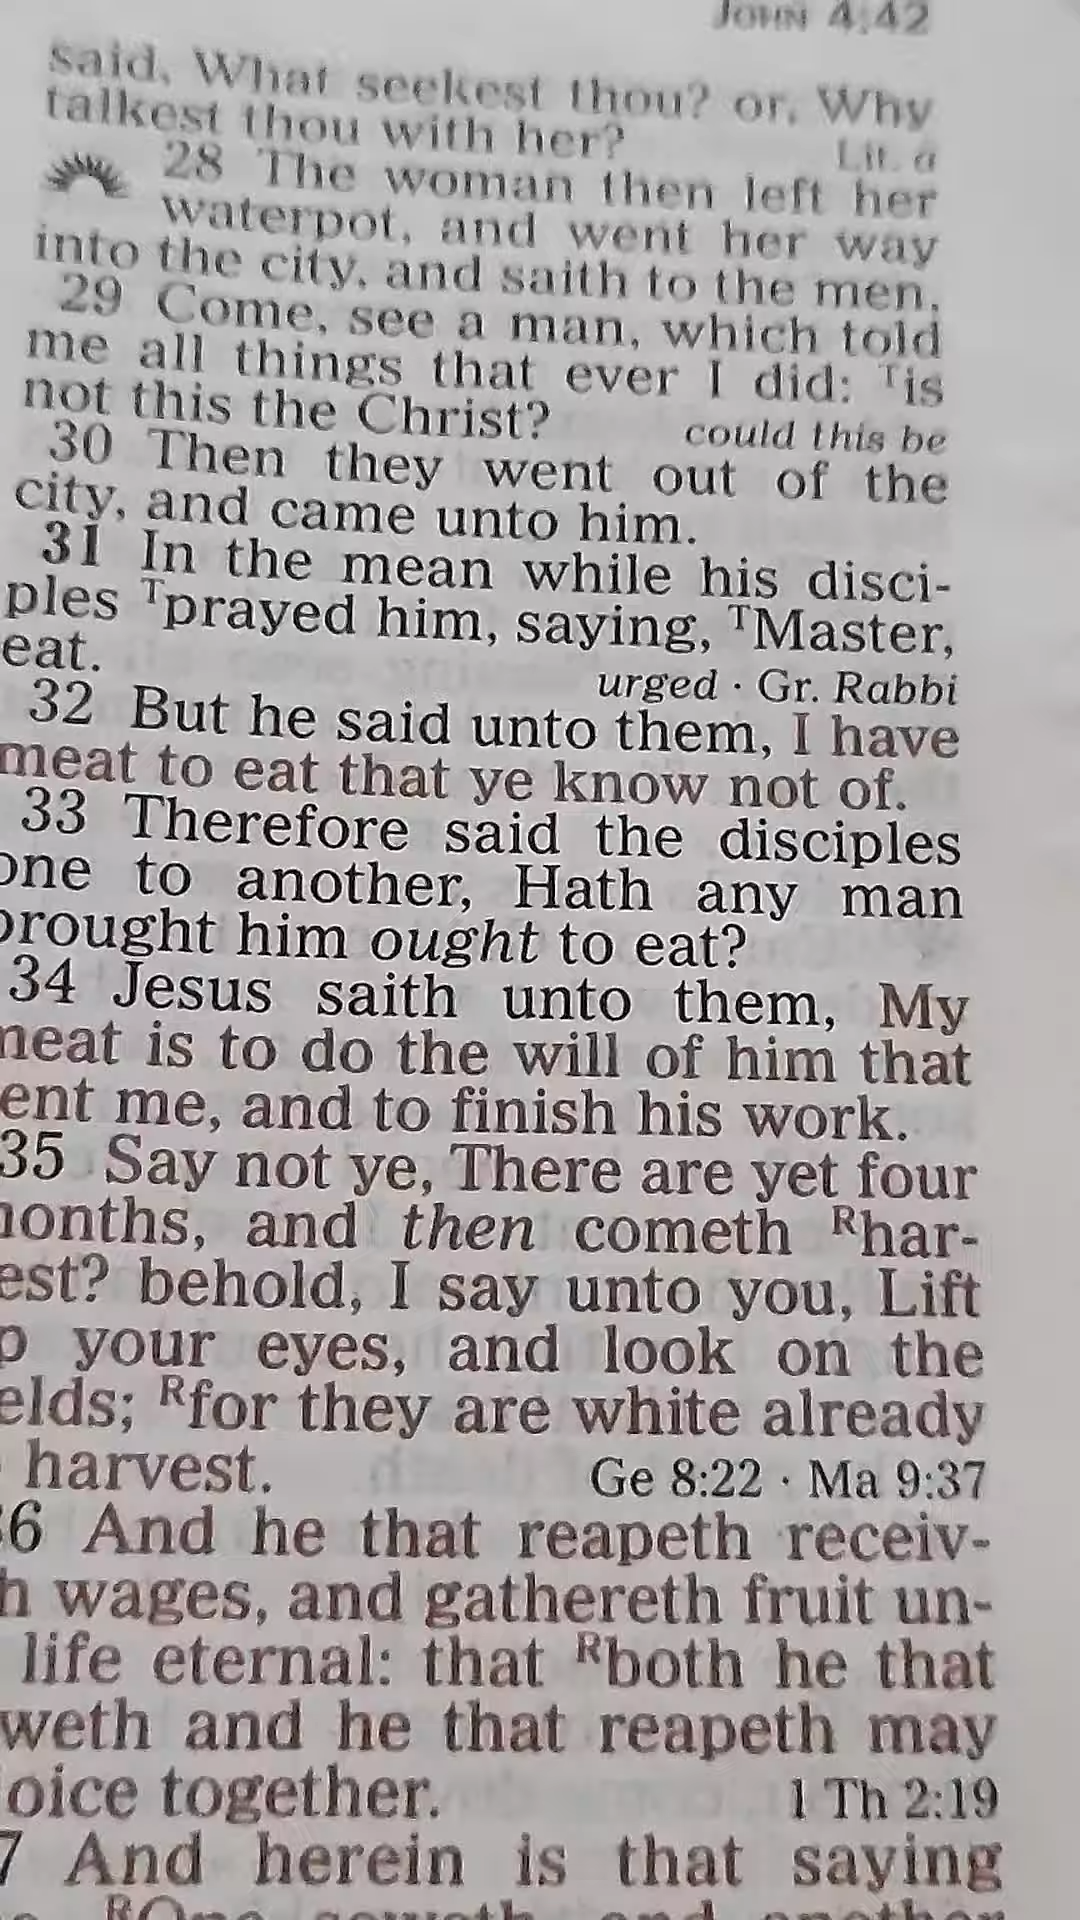 JOHN 4:42
said, What seekest thou? or, Why
talkest thou with her? Lit. a
28 The woman then left her
waterpot, and went her way
into the city, and saith to the men,
29 Come, see a man, which told
me all things that ever I did: ᵀis
not this the Christ? could this be
30 Then they went out of the
city, and came unto him.
31 In the mean while his disci-
ples ᵀprayed him, saying, ᵀMaster,
eat. urged · Gr. Rabbi
32 But he said unto them, I have
meat to eat that ye know not of.
33 Therefore said the disciples
one to another, Hath any man
brought him ought to eat?
34 Jesus saith unto them, My
meat is to do the will of him that
ent me, and to finish his work.
35 Say not ye, There are yet four
months, and then cometh ᴿhar-
est? behold, I say unto you, Lift
p your eyes, and look on the
elds; ᴿfor they are white already
harvest. Ge 8:22 · Ma 9:37
36 And he that reapeth receiv-
h wages, and gathereth fruit un-
life eternal: that ᴿboth he that
weth and he that reapeth may
oice together. 1 Th 2:19
7 And herein is that saying
ᴿOne soweth, and another